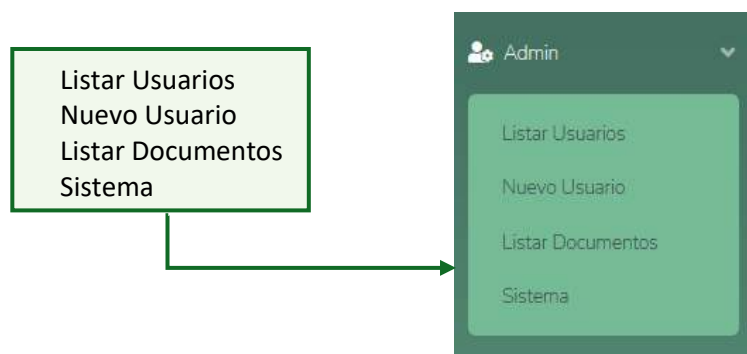 Listar Usuarios
Nuevo Usuario
Listar Documentos
Sistema
Admin
Listar Usuarios
Nuevo Usuario
Listar Documentos
Sistema